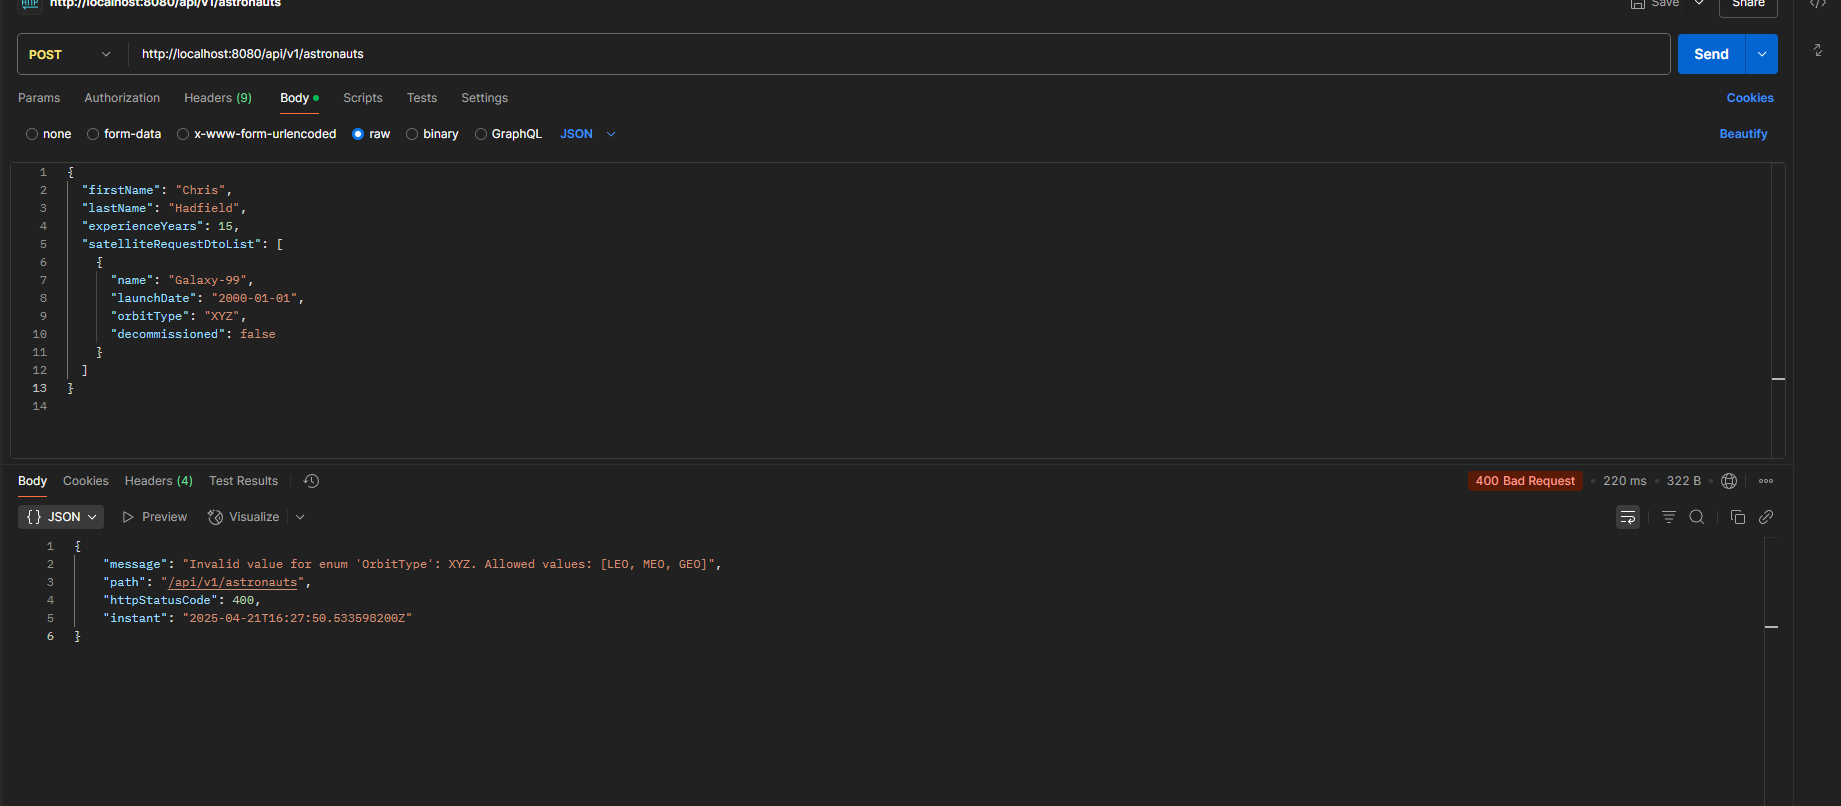 HTTP http://localhost:8080/api/v1/astronauts Save Share
POST http://localhost:8080/api/v1/astronauts Send
Params Authorization Headers (9) Body Scripts Tests Settings Cookies
none form-data x-www-form-urlencoded raw binary GraphQL JSON Beautify
1 {
2 "firstName": "Chris",
3 "lastName": "Hadfield",
4 "experienceYears": 15,
5 "satelliteRequestDtoList": [
6 {
7 "name": "Galaxy-99",
8 "launchDate": "2000-01-01",
9 "orbitType": "XYZ",
10 "decommissioned": false
11 }
12 ]
13 }
14
Body Cookies Headers (4) Test Results 400 Bad Request 220 ms 322 B
{} JSON Preview Visualize
1 {
2 "message": "Invalid value for enum 'OrbitType': XYZ. Allowed values: [LEO, MEO, GEO]",
3 "path": "/api/v1/astronauts",
4 "httpStatusCode": 400,
5 "instant": "2025-04-21T16:27:50.533598200Z"
6 }